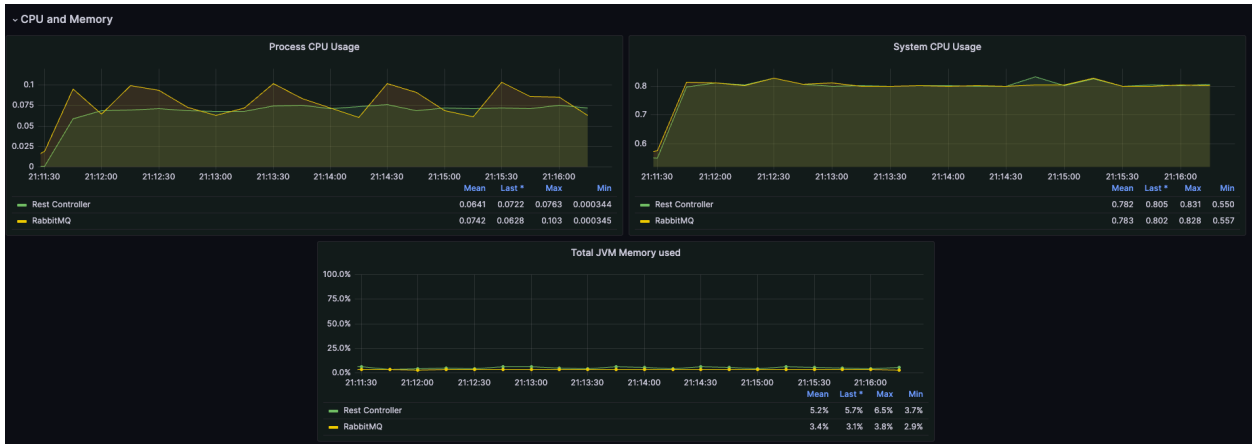 CPU and Memory
Process CPU Usage
0.1
0.075
0.05
0.025
0
21:11:30 21:12:00 21:12:30 21:13:00 21:13:30 21:14:00 21:14:30 21:15:00 21:15:30 21:16:00
Mean Last * Max Min
Rest Controller 0.0641 0.0722 0.0763 0.000344
RabbitMQ 0.0742 0.0628 0.103 0.000345
System CPU Usage
0.8
0.7
0.6
21:11:30 21:12:00 21:12:30 21:13:00 21:13:30 21:14:00 21:14:30 21:15:00 21:15:30 21:16:00
Mean Last * Max Min
Rest Controller 0.782 0.805 0.831 0.550
RabbitMQ 0.783 0.802 0.828 0.557
Total JVM Memory used
100.0%
75.0%
50.0%
25.0%
0.0%
21:11:30 21:12:00 21:12:30 21:13:00 21:13:30 21:14:00 21:14:30 21:15:00 21:15:30 21:16:00
Mean Last * Max Min
Rest Controller 5.2% 5.7% 6.5% 3.7%
RabbitMQ 3.4% 3.1% 3.8% 2.9%